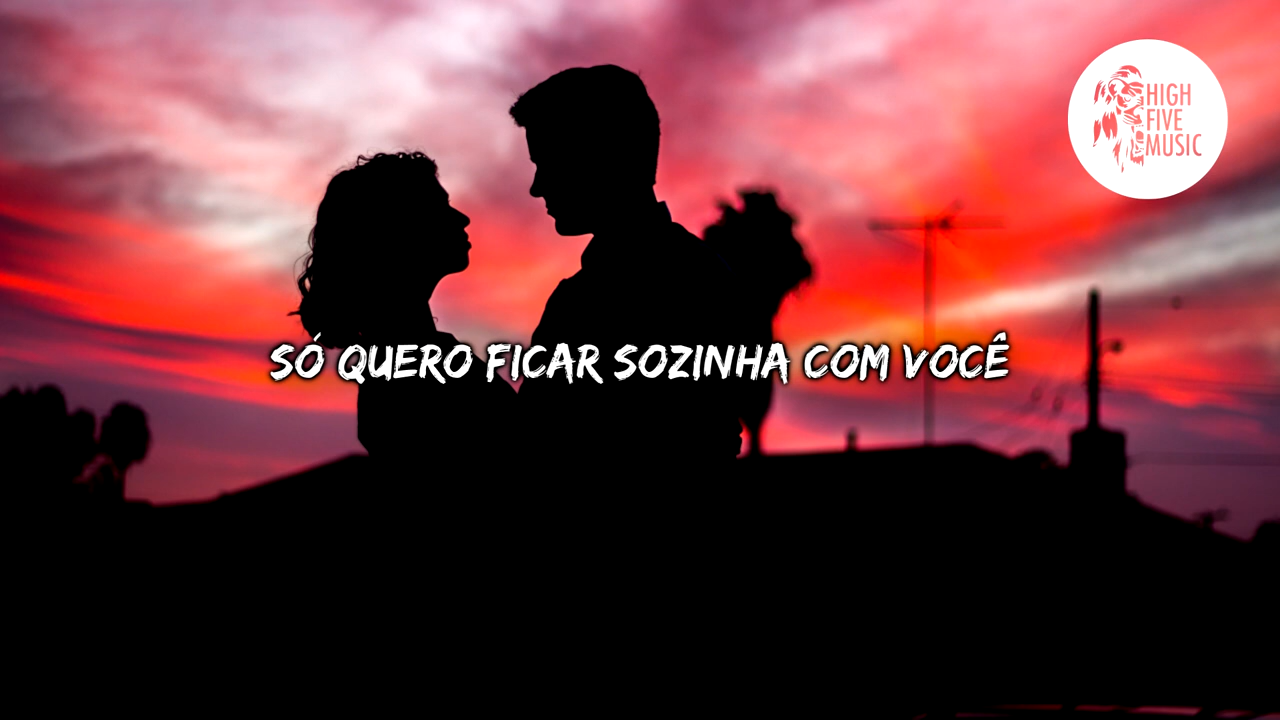 HIGH
FIVE
MUSIC
SÓ QUERO FICAR SOZINHA COM VOCÊ